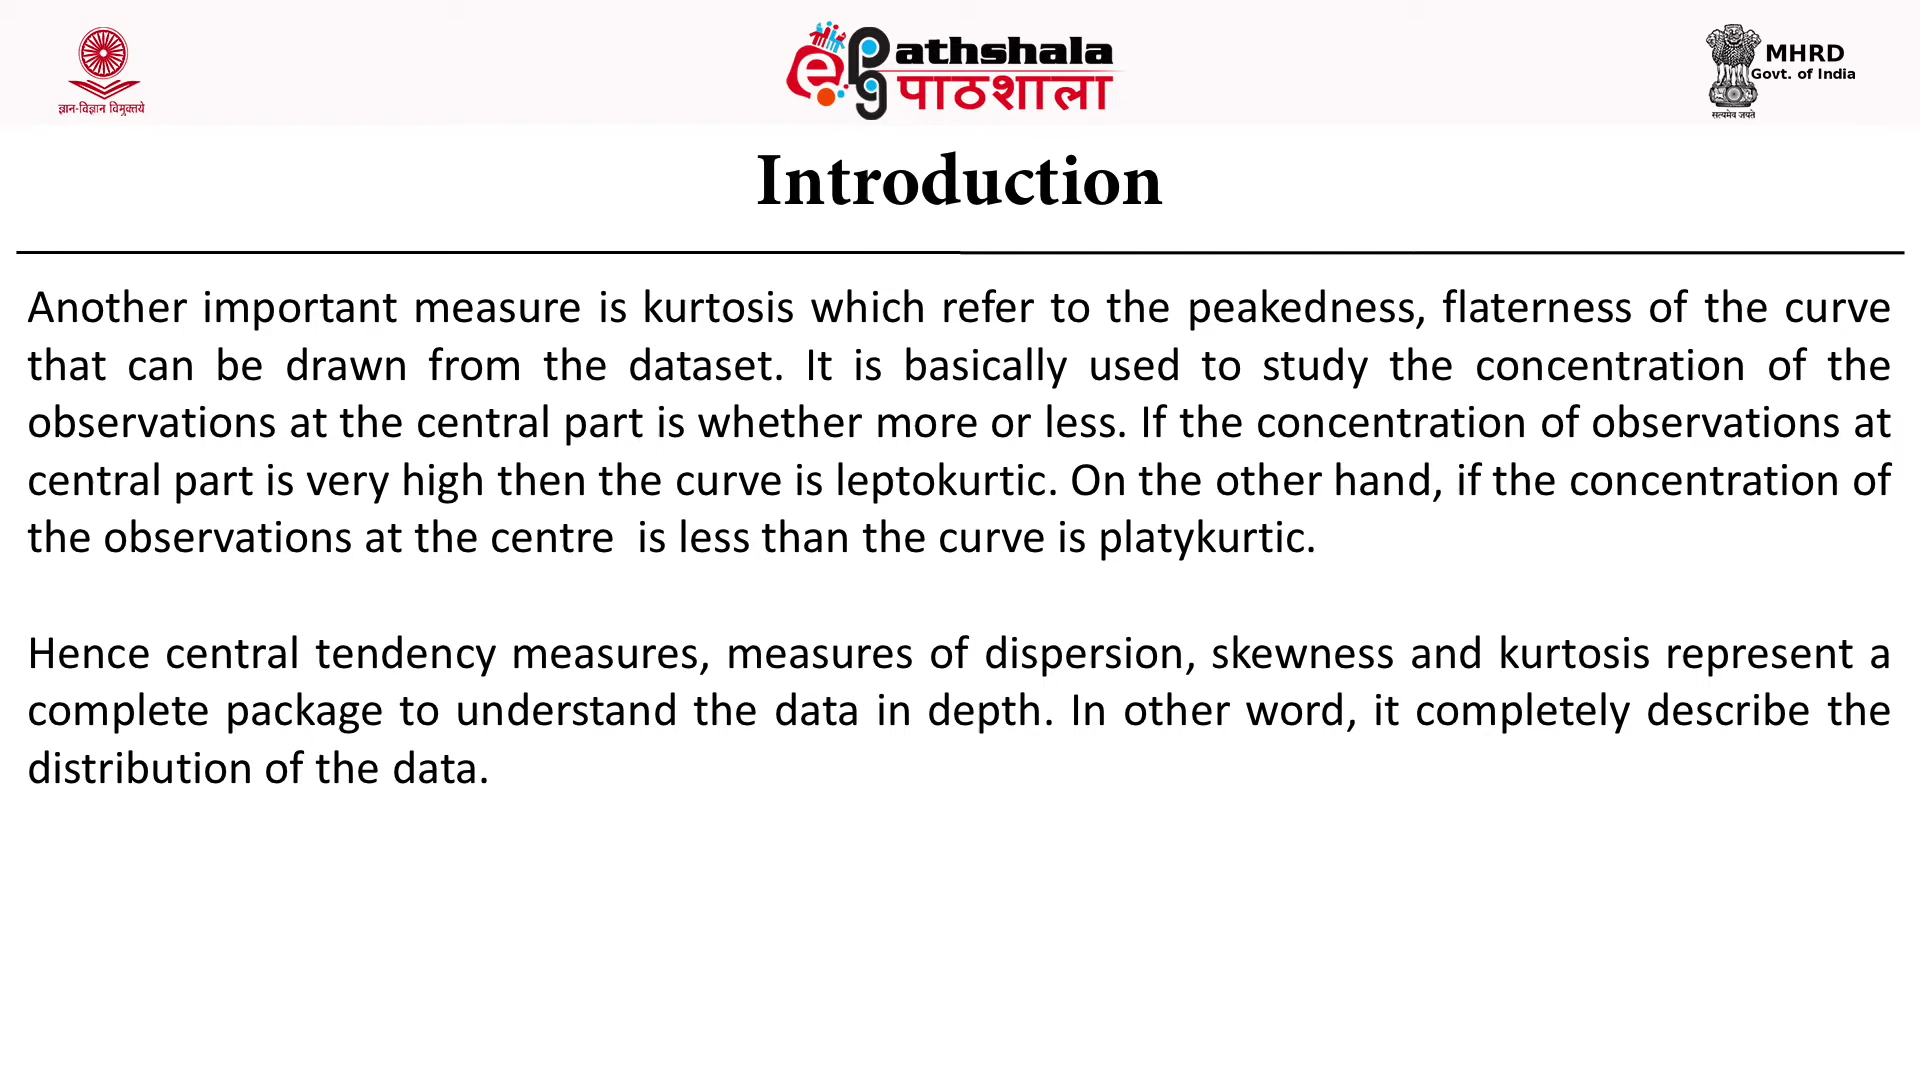 ज्ञान-विज्ञान विमुक्तये
e pg athshala
पाठशाला
MHRD
Govt. of India
सत्यमेव जयते
Introduction
Another important measure is kurtosis which refer to the peakedness, flaterness of the curve
that can be drawn from the dataset. It is basically used to study the concentration of the
observations at the central part is whether more or less. If the concentration of observations at
central part is very high then the curve is leptokurtic. On the other hand, if the concentration of
the observations at the centre  is less than the curve is platykurtic.
Hence central tendency measures, measures of dispersion, skewness and kurtosis represent a
complete package to understand the data in depth. In other word, it completely describe the
distribution of the data.